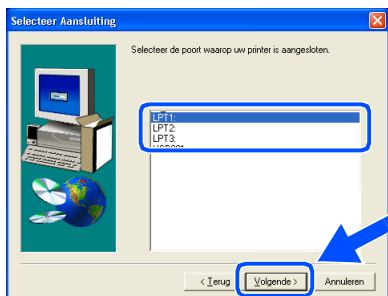 Selecteer Aansluiting
Selecteer de poort waarop uw printer is aangesloten.
LPT1:
LPT2:
LPT3:
< Terug
Volgende >
Annuleren